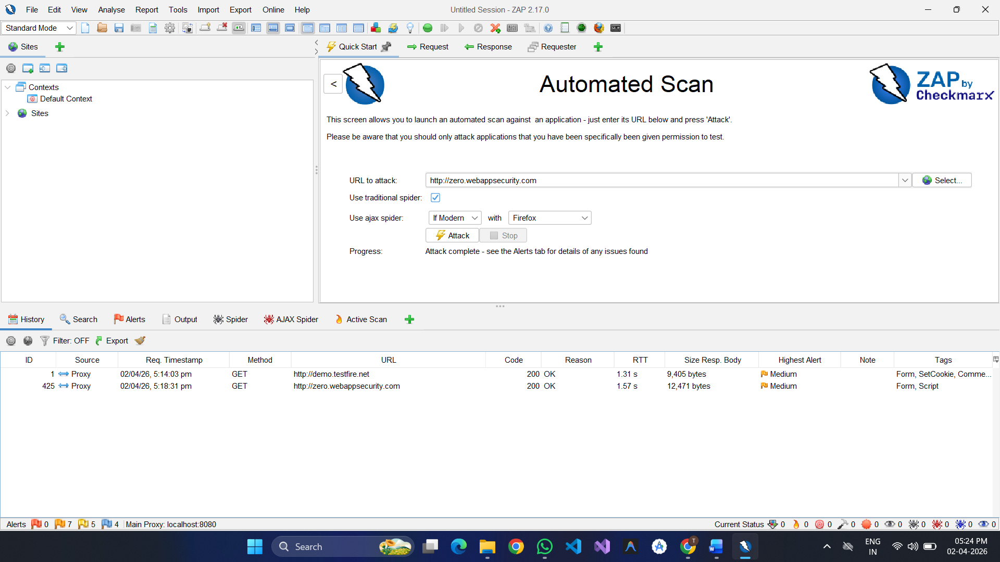 File Edit View Analyse Report Tools Import Export Online Help
Untitled Session - ZAP 2.17.0
Standard Mode
Sites
Quick Start Request Response Requester
Contexts
Default Context
Sites
<
Automated Scan
ZAP by
Checkmarx
This screen allows you to launch an automated scan against an application - just enter its URL below and press 'Attack'.
Please be aware that you should only attack applications that you have been specifically been given permission to test.
URL to attack: http://zero.webappsecurity.com Select...
Use traditional spider:
Use ajax spider: If Modern with Firefox
Attack Stop
Progress: Attack complete - see the Alerts tab for details of any issues found
History Search Alerts Output Spider AJAX Spider Active Scan
Filter: OFF Export
ID Source Req. Timestamp Method URL Code Reason RTT Size Resp. Body Highest Alert Note Tags
1 Proxy 02/04/26, 5:14:03 pm GET http://demo.testfire.net 200 OK 1.31 s 9,405 bytes Medium Form, SetCookie, Comme...
425 Proxy 02/04/26, 5:18:31 pm GET http://zero.webappsecurity.com 200 OK 1.57 s 12,471 bytes Medium Form, Script
Alerts 0 7 5 4 Main Proxy: localhost:8080
Current Status 0 0 0 0 0 0 0 0 0 0
Search
T
W
ENG
IN
05:24 PM
02-04-2026